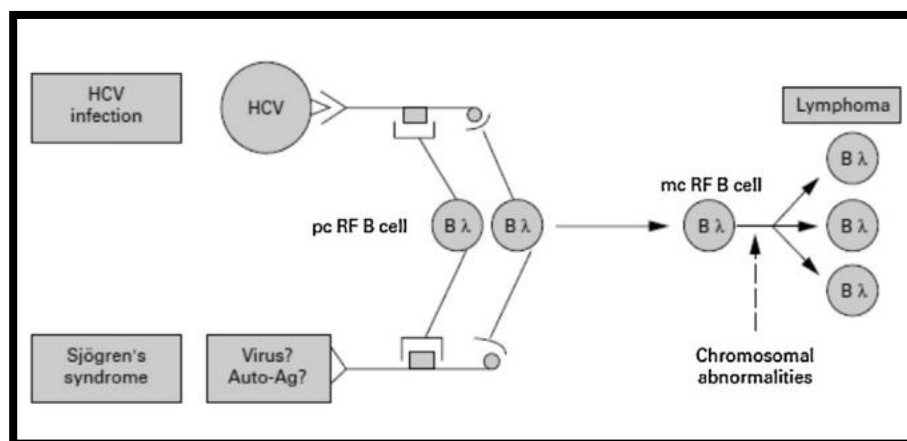 HCV
infection
HCV
Lymphoma
B λ
mc RF B cell
pc RF B cell
B λ
B λ
B λ
B λ
B λ
Sjögren's
syndrome
Virus?
Auto-Ag?
Chromosomal
abnormalities